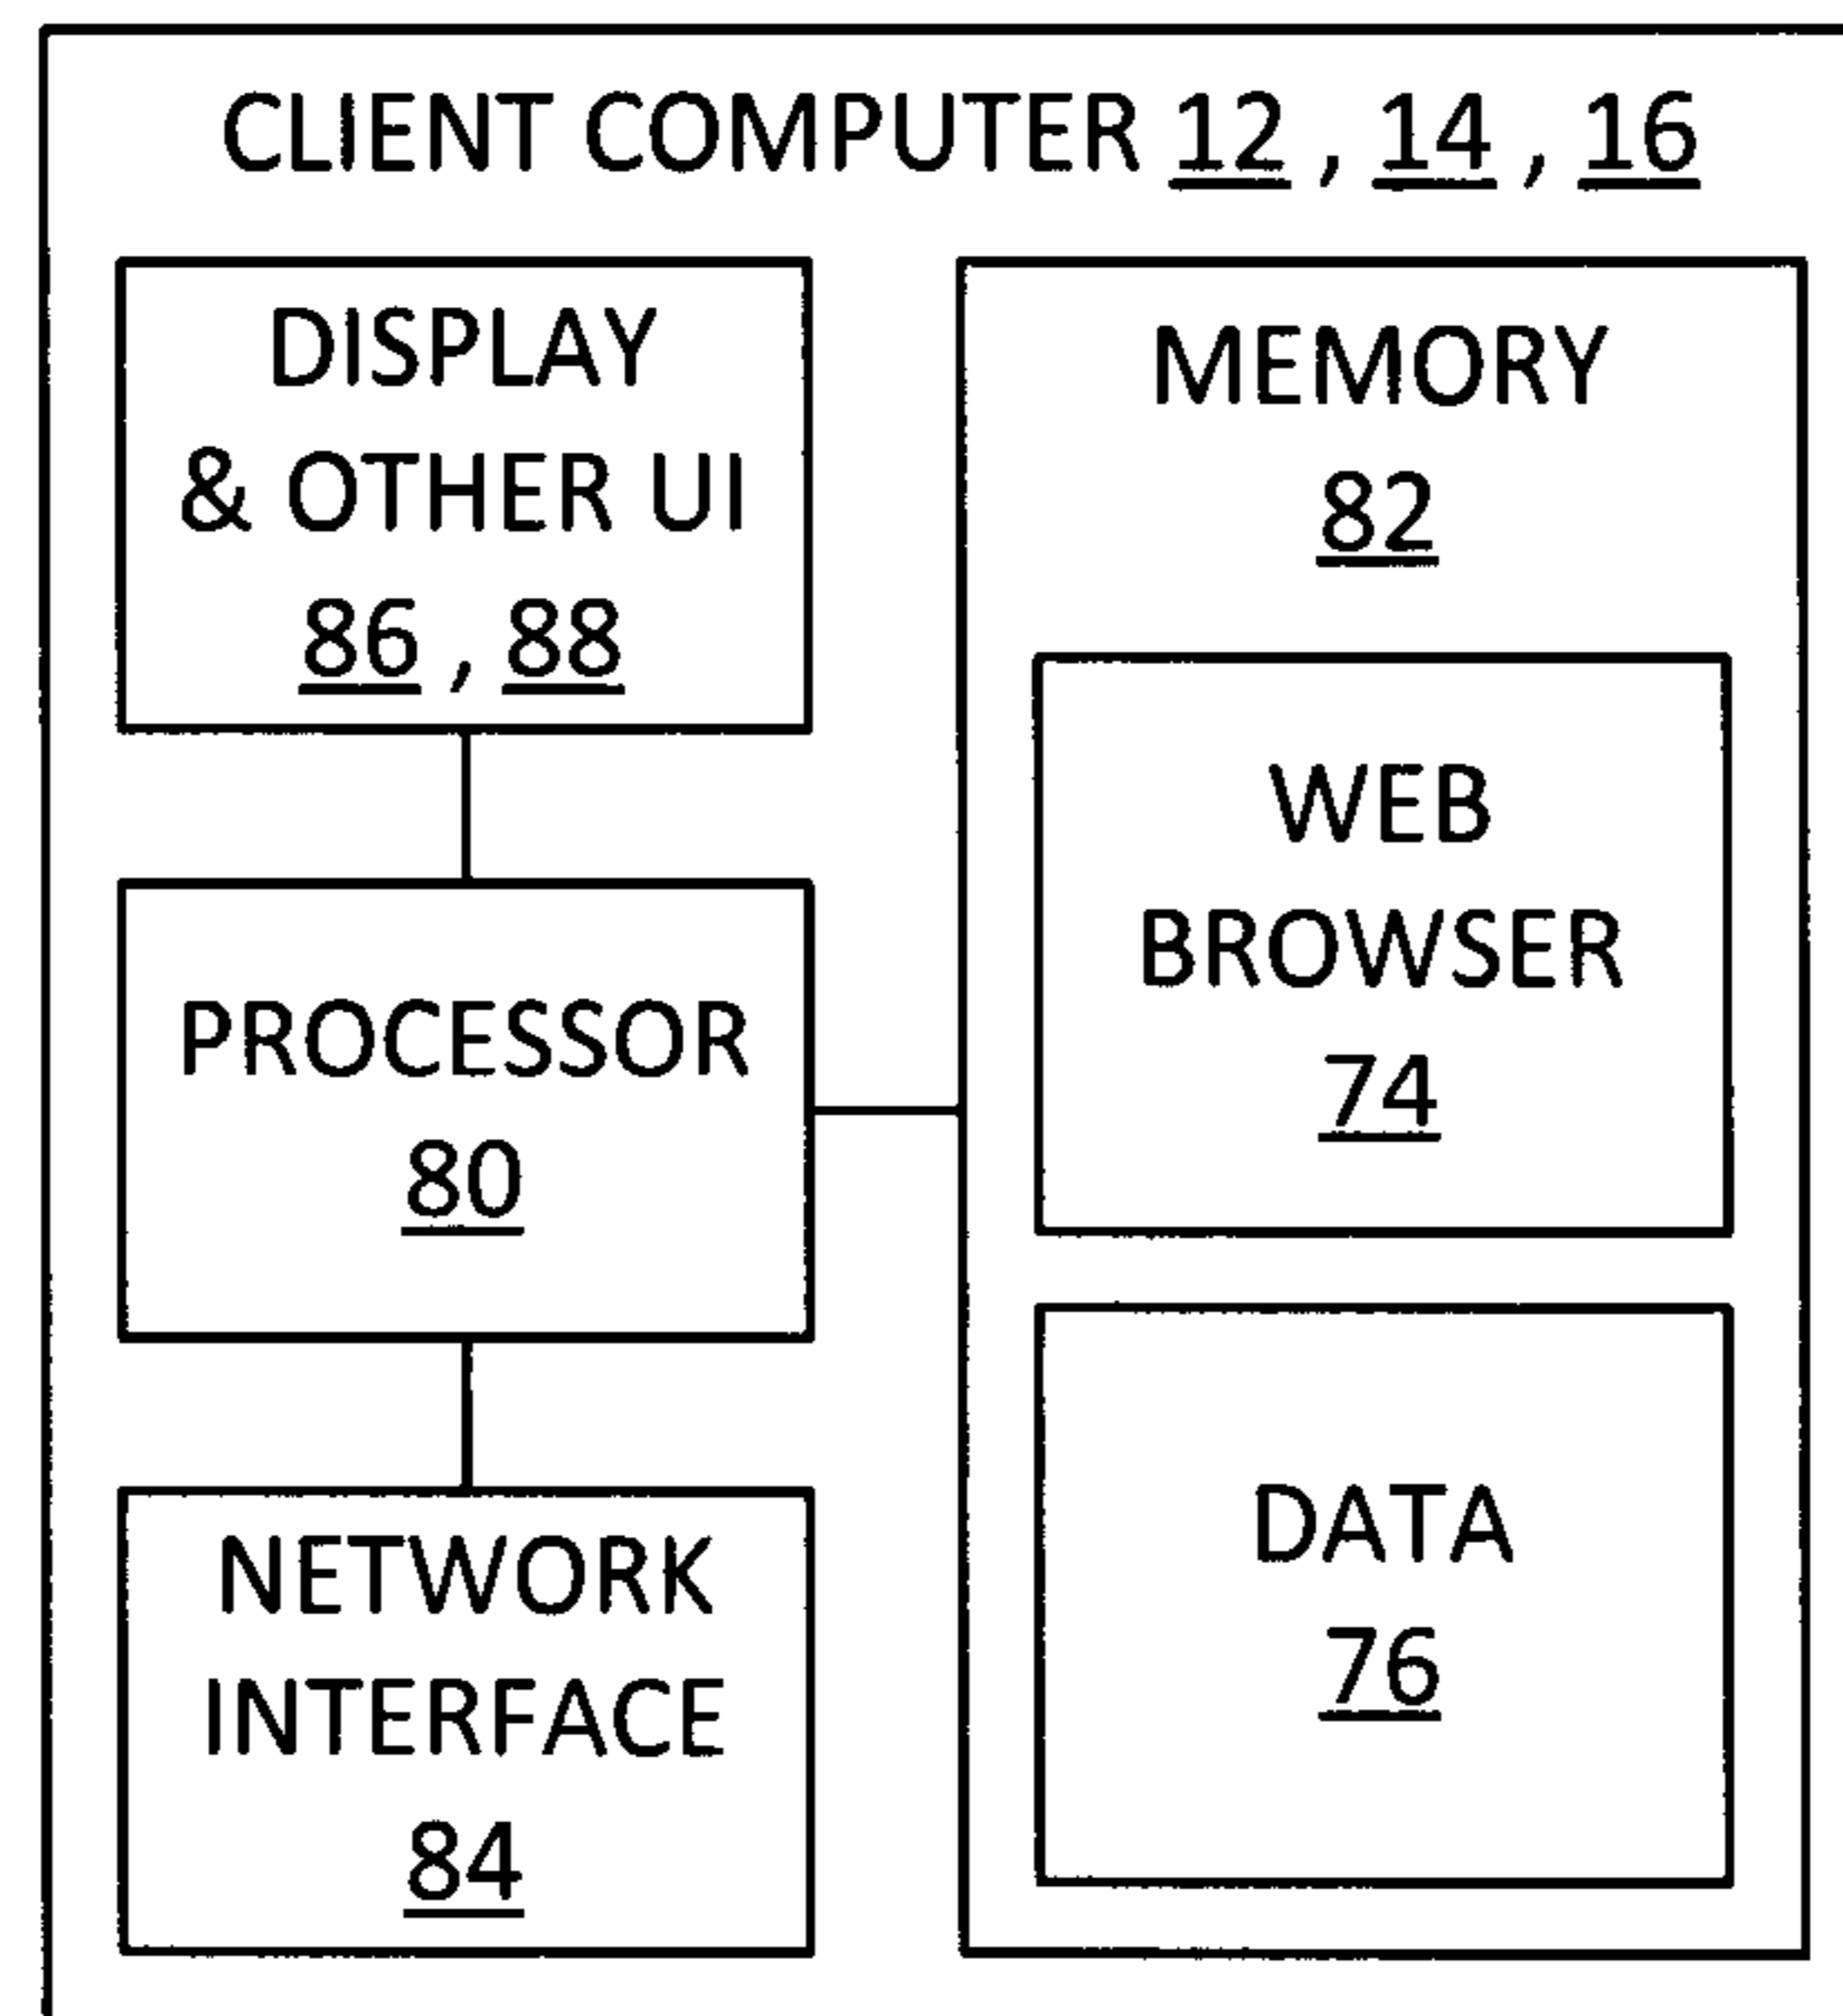 CLIENT COMPUTER 12, 14, 16
DISPLAY
& OTHER UI
86, 88
PROCESSOR
80
NETWORK
INTERFACE
84
MEMORY
82
WEB
BROWSER
74
DATA
76